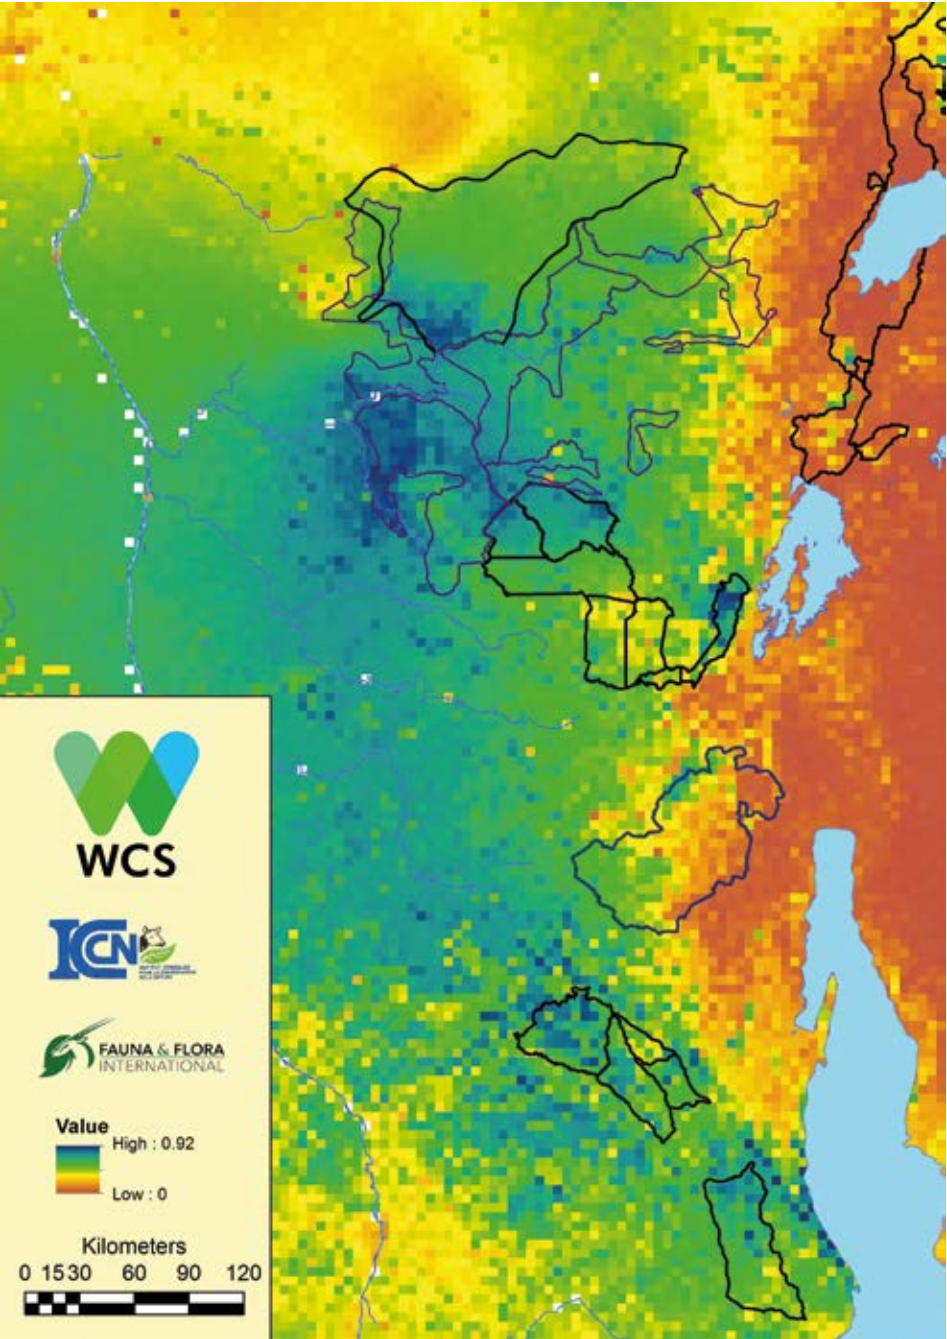 WCS
ICCN
FAUNA & FLORA
INTERNATIONAL
Value
High : 0.92
Low : 0
Kilometers
0 15 30 60 90 120